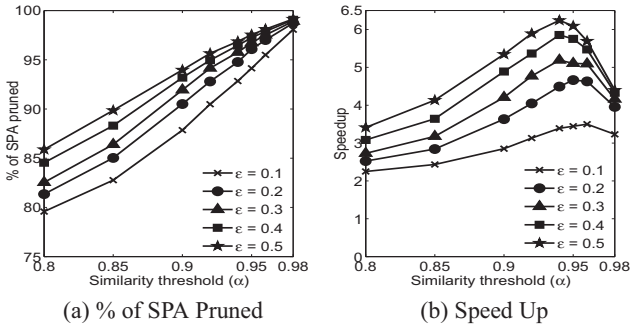 % of SPA pruned
100
95
90
85
80
75
0.8
0.85
0.9
0.95
0.98
Similarity threshold (α)
ε = 0.1
ε = 0.2
ε = 0.3
ε = 0.4
ε = 0.5
(a) % of SPA Pruned
Speedup
6.5
6
5
4
3
2
1
0
0.8
0.85
0.9
0.95
0.98
Similarity threshold (α)
ε = 0.1
ε = 0.2
ε = 0.3
ε = 0.4
ε = 0.5
(b) Speed Up